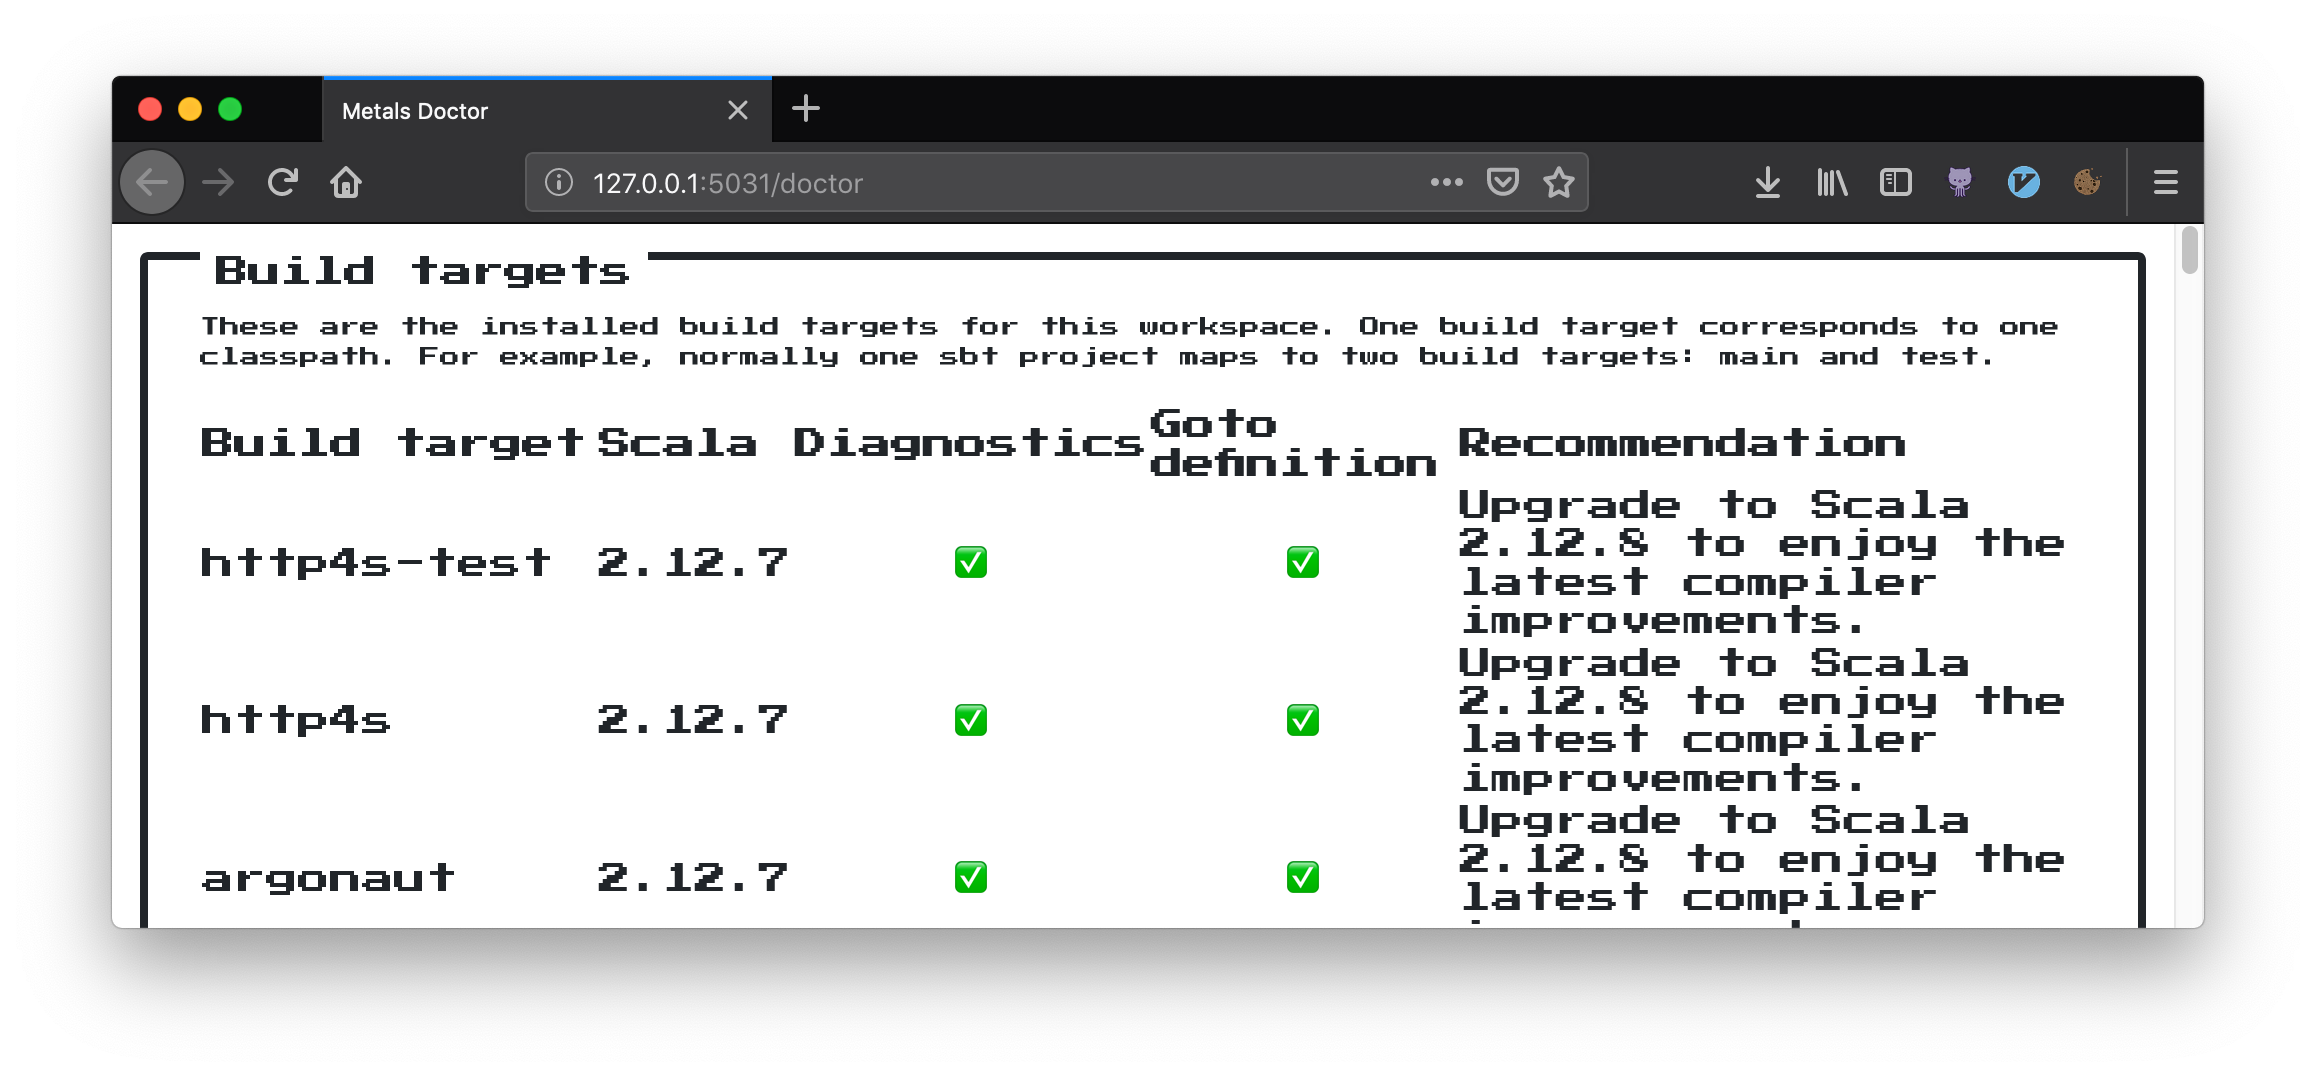 Metals Doctor
127.0.0.1:5031/doctor
Build targets
These are the installed build targets for this workspace. One build target corresponds to one
classpath. For example, normally one sbt project maps to two build targets: main and test.
Build target Scala Diagnostics Goto definition Recommendation
http4s-test 2.12.7 ✅ ✅ Upgrade to Scala
2.12.8 to enjoy the
latest compiler
improvements.
http4s 2.12.7 ✅ ✅ Upgrade to Scala
2.12.8 to enjoy the
latest compiler
improvements.
argonaut 2.12.7 ✅ ✅ Upgrade to Scala
2.12.8 to enjoy the
latest compiler